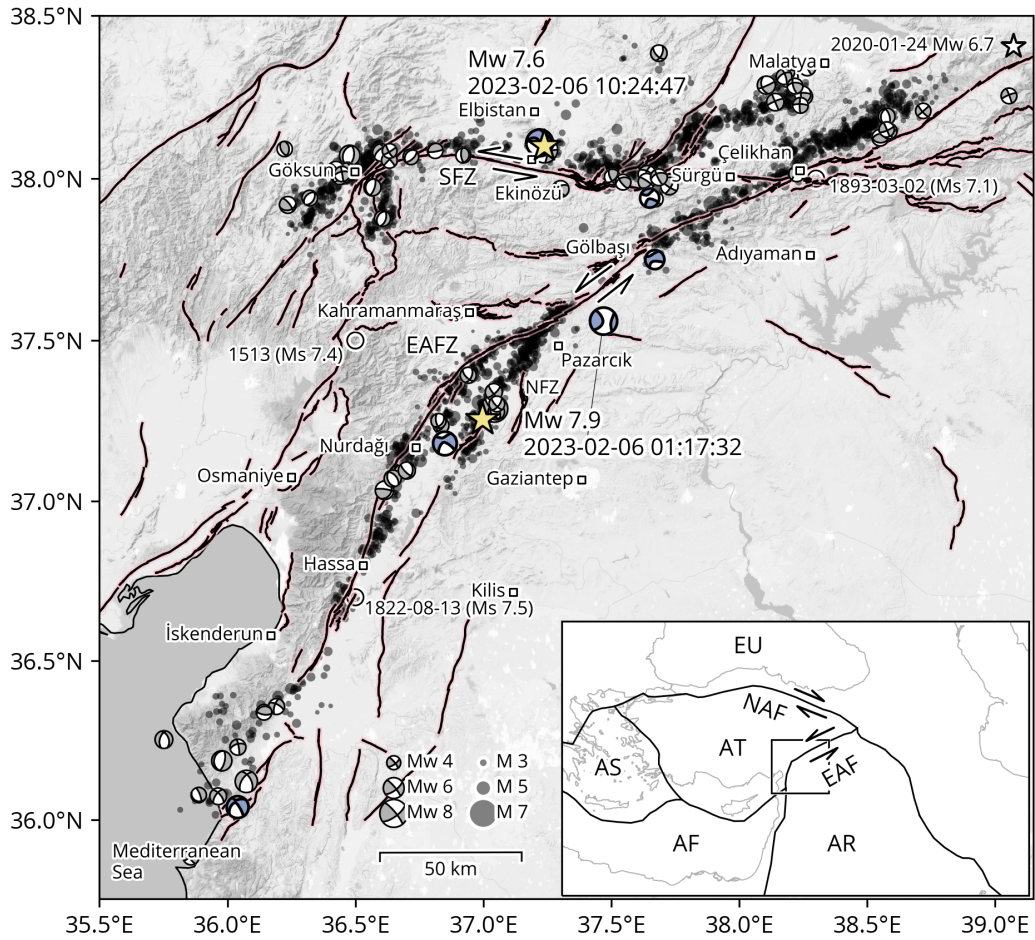 38.5°N
38.0°N
37.5°N
37.0°N
36.5°N
36.0°N
2020-01-24 Mw 6.7
Mw 7.6
2023-02-06 10:24:47
Malatya
Elbistan
Göksun
SFZ
Ekinözü
Sürgü
Çelikhan
1893-03-02 (Ms 7.1)
Gölbaşı
Adıyaman
Kahramanmaraş
1513 (Ms 7.4)
EAFZ
Pazarcık
NFZ
Mw 7.9
2023-02-06 01:17:32
Nurdağı
Osmaniye
Gaziantep
Hassa
Kilis
1822-08-13 (Ms 7.5)
İskenderun
Mw 4
M 3
Mw 6
M 5
Mw 8
M 7
50 km
Mediterranean
Sea
EU
NAF
AT
AS
EAF
AF
AR
35.5°E 36.0°E 36.5°E 37.0°E 37.5°E 38.0°E 38.5°E 39.0°E